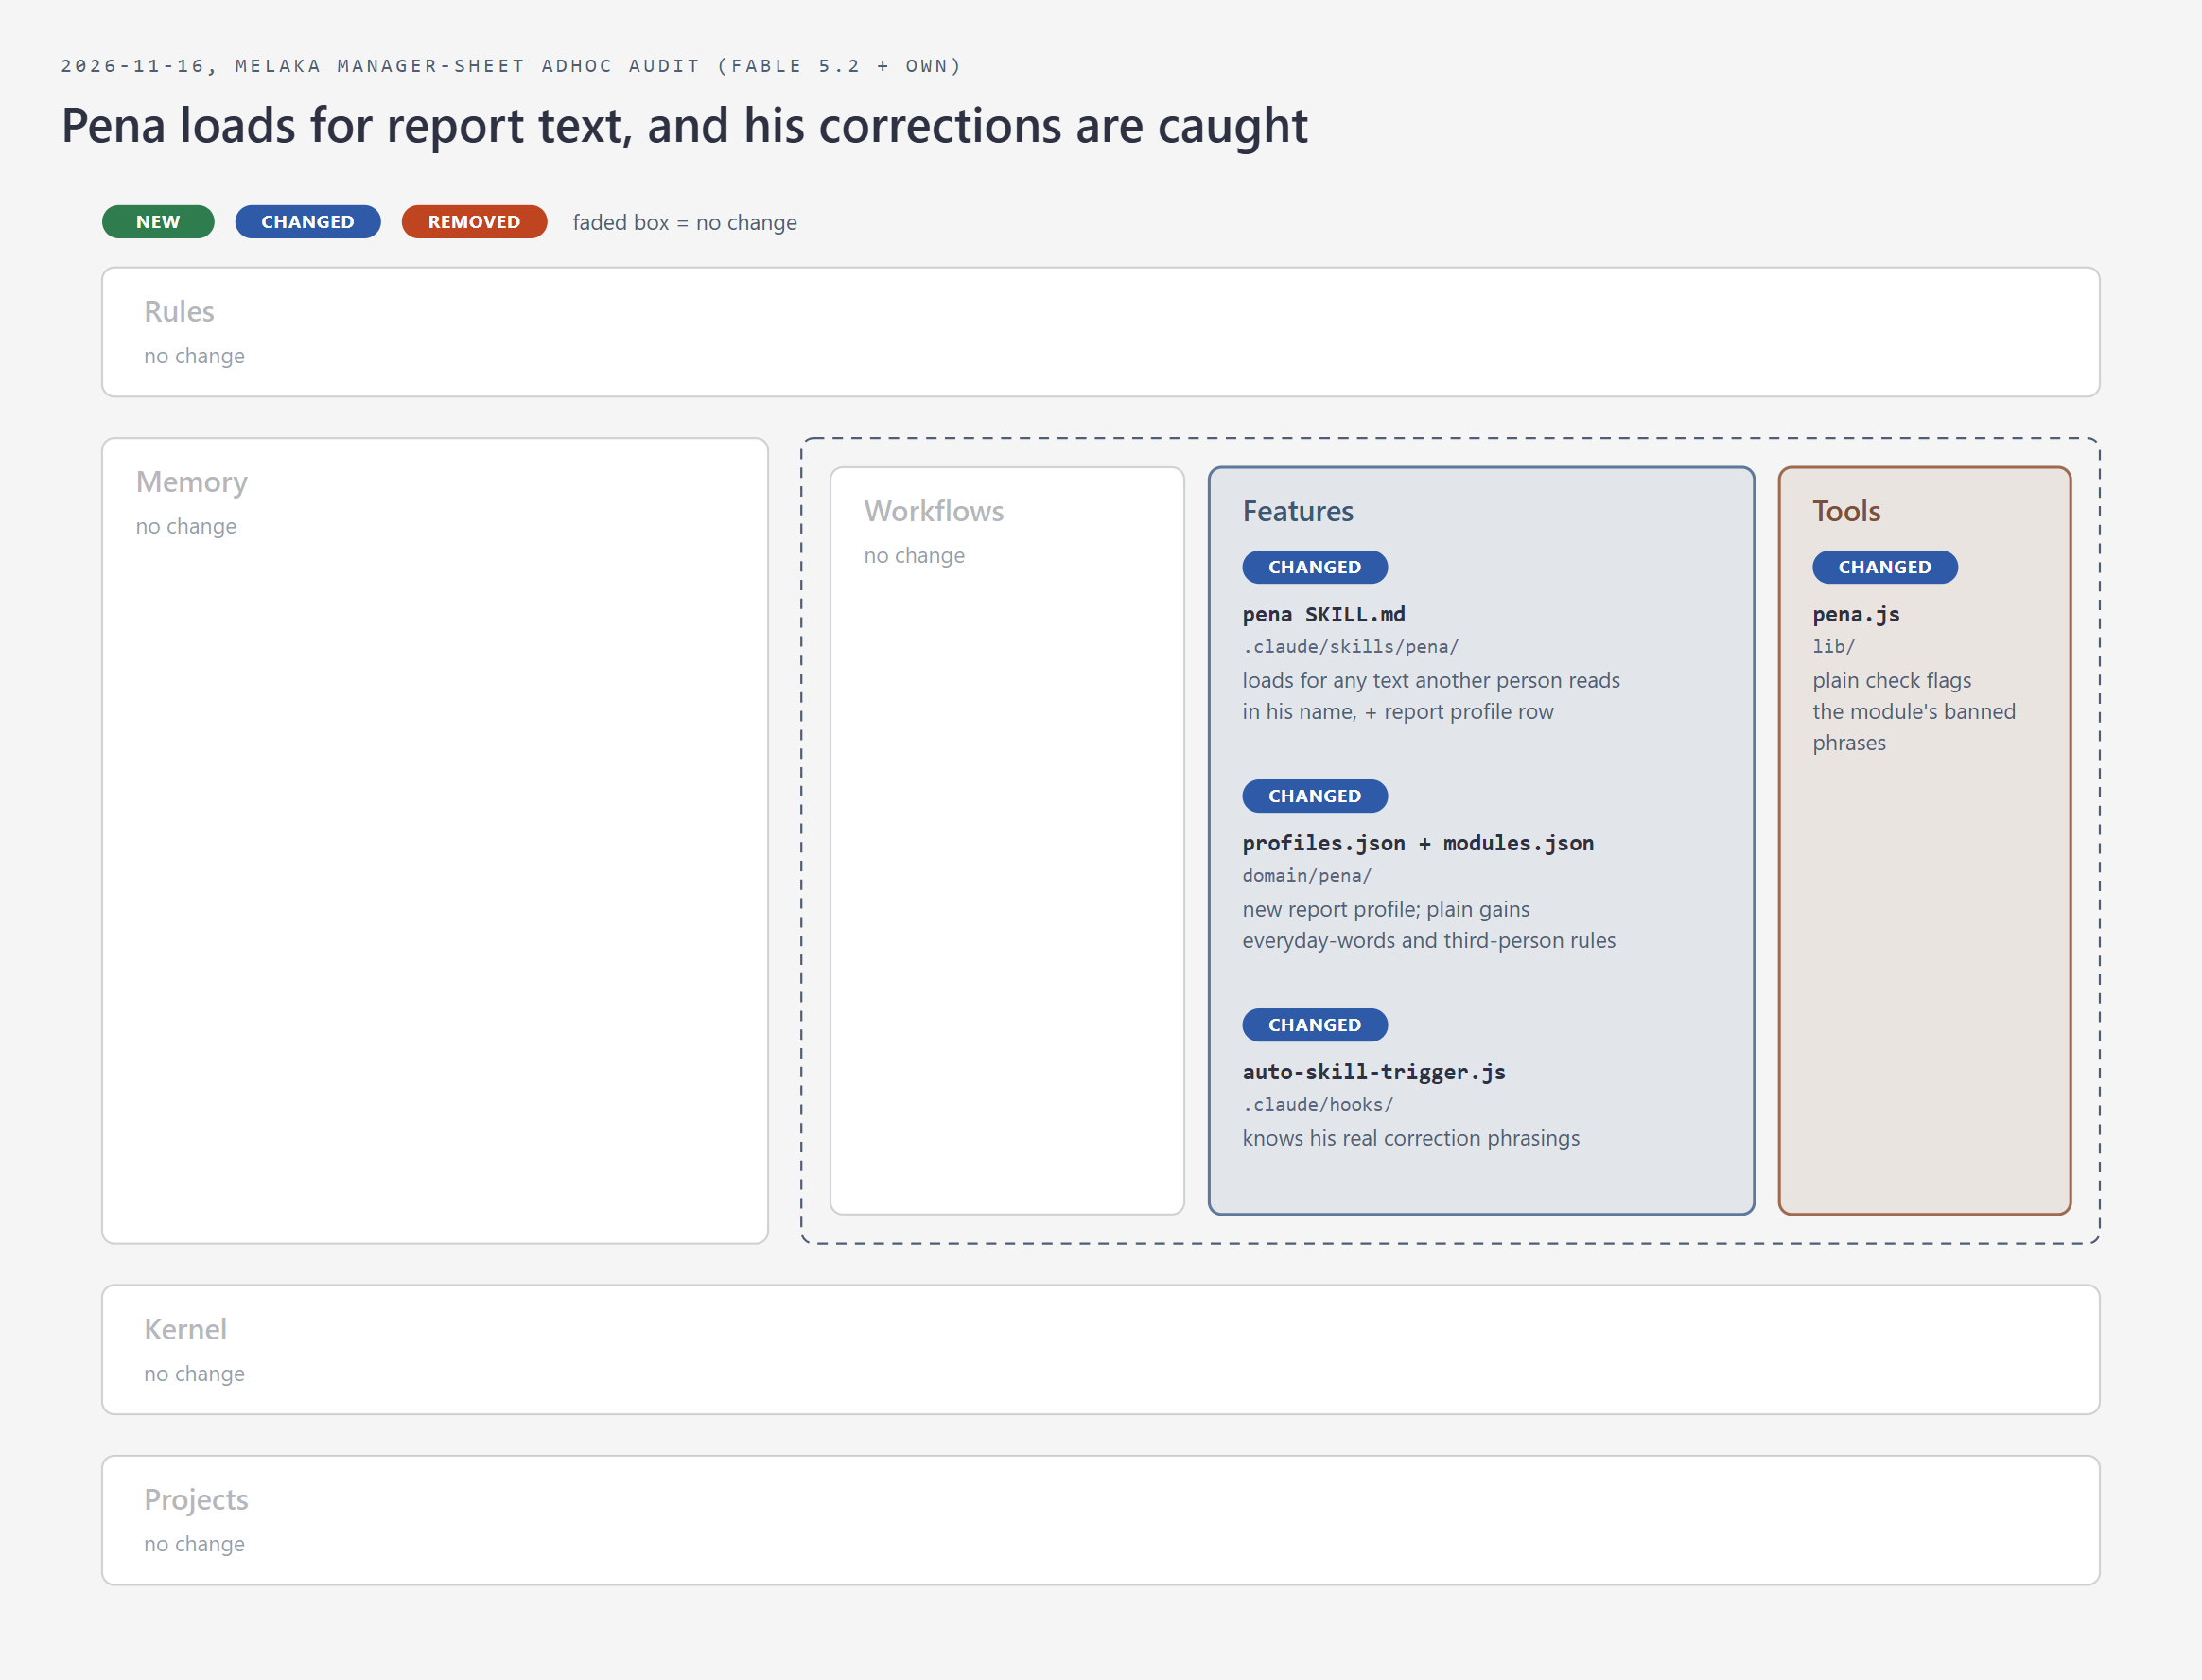 2026-11-16, MELAKA MANAGER-SHEET ADHOC AUDIT (FABLE 5.2 + OWN)
Pena loads for report text, and his corrections are caught
NEW CHANGED REMOVED faded box = no change
Rules
no change
Memory
no change
Workflows
no change
Features
CHANGED
pena SKILL.md
.claude/skills/pena/
loads for any text another person reads
in his name, + report profile row
CHANGED
profiles.json + modules.json
domain/pena/
new report profile; plain gains
everyday-words and third-person rules
CHANGED
auto-skill-trigger.js
.claude/hooks/
knows his real correction phrasings
Tools
CHANGED
pena.js
lib/
plain check flags
the module's banned
phrases
Kernel
no change
Projects
no change